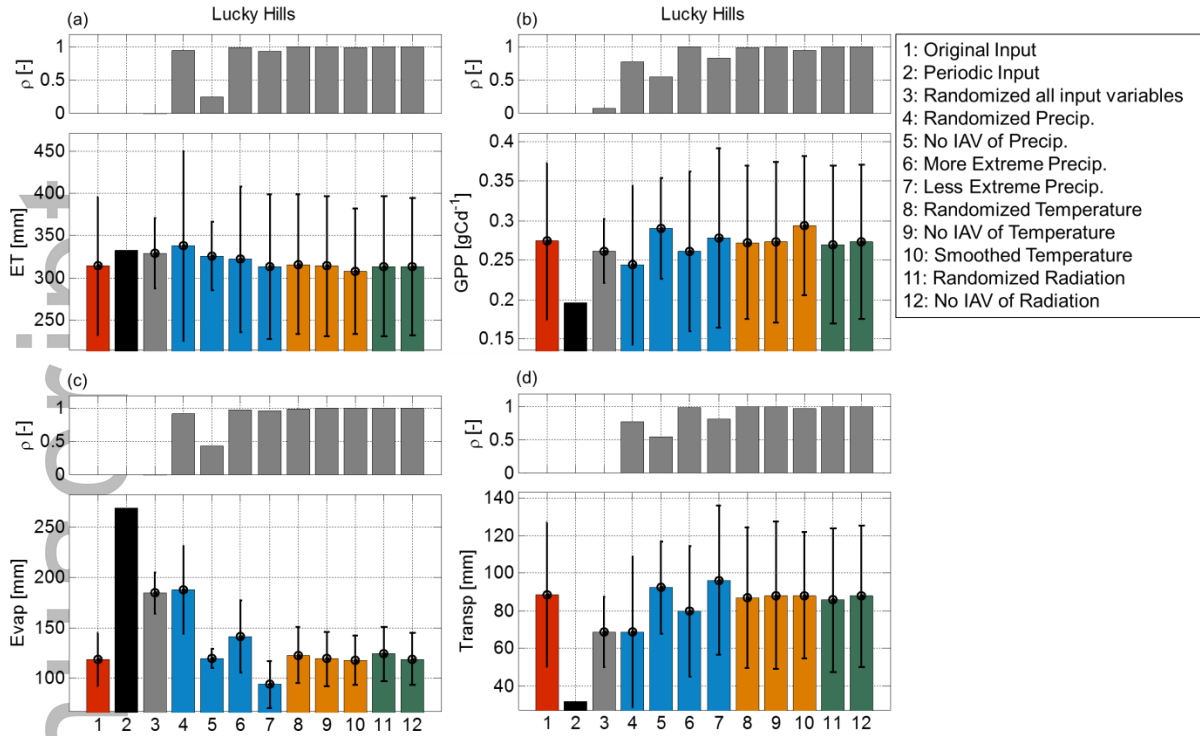 Lucky Hills
Lucky Hills
(a)
ρ [-]
1
0.5
0
ET [mm]
450
400
350
300
250
(b)
ρ [-]
1
0.5
0
GPP [gCd⁻¹]
0.4
0.35
0.3
0.25
0.2
0.15
1: Original Input
2: Periodic Input
3: Randomized all input variables
4: Randomized Precip.
5: No IAV of Precip.
6: More Extreme Precip.
7: Less Extreme Precip.
8: Randomized Temperature
9: No IAV of Temperature
10: Smoothed Temperature
11: Randomized Radiation
12: No IAV of Radiation
(c)
ρ [-]
1
0.5
0
Evap [mm]
250
200
150
100
1 2 3 4 5 6 7 8 9 10 11 12
(d)
ρ [-]
1
0.5
0
Transp [mm]
140
120
100
80
60
40
1 2 3 4 5 6 7 8 9 10 11 12